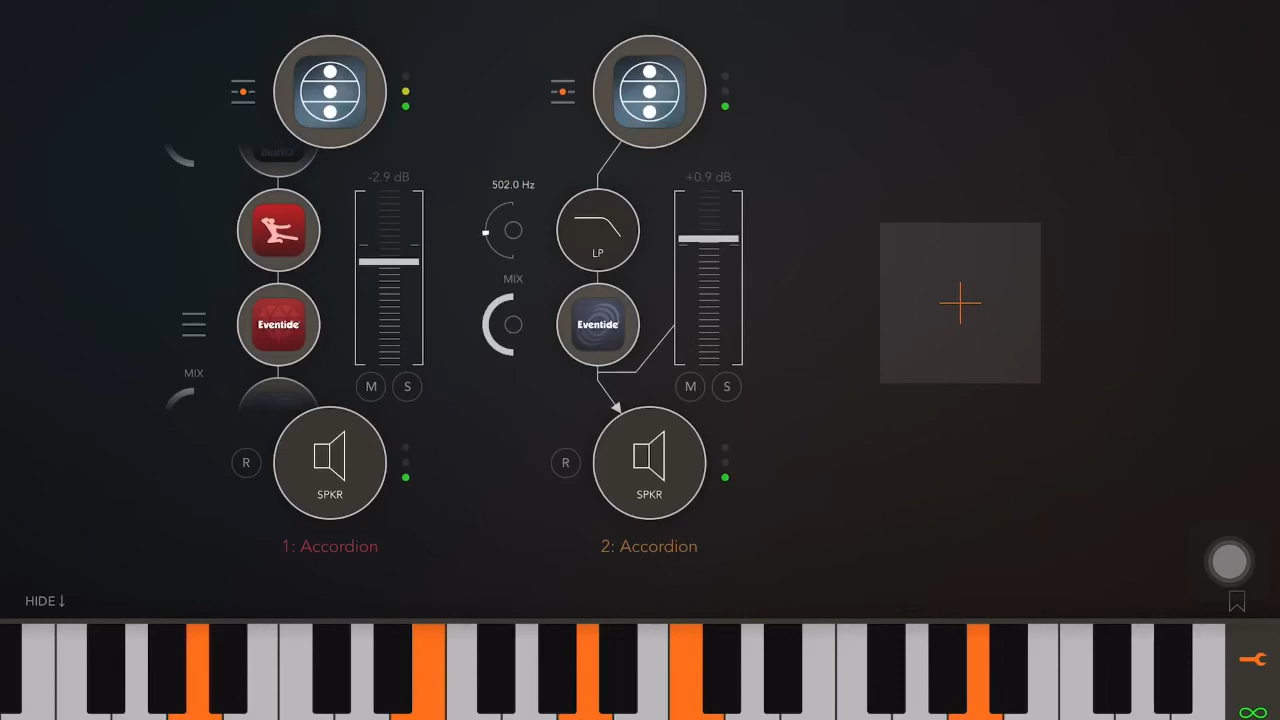 DualVCF
-2.9 dB
+0.9 dB
502.0 Hz
LP
MIX
Eventide
Eventide
MIX
M
S
M
S
R
SPKR
R
SPKR
1: Accordion
2: Accordion
HIDE↓